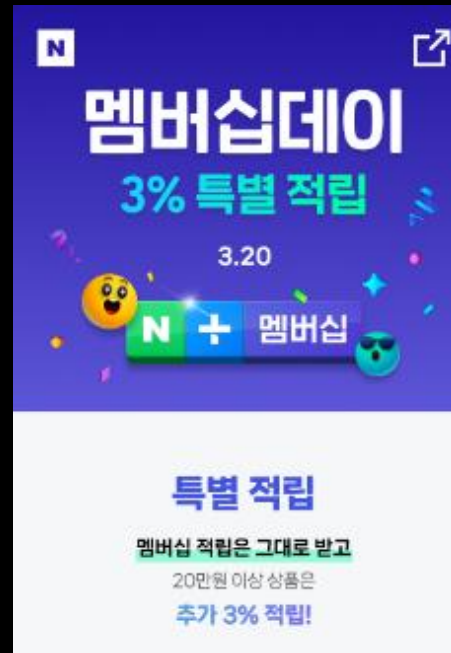 N
멤버십데이
3% 특별 적립
3.20
N + 멤버십
특별 적립
멤버십 적립은 그대로 받고
20만원 이상 상품은
추가 3% 적립!